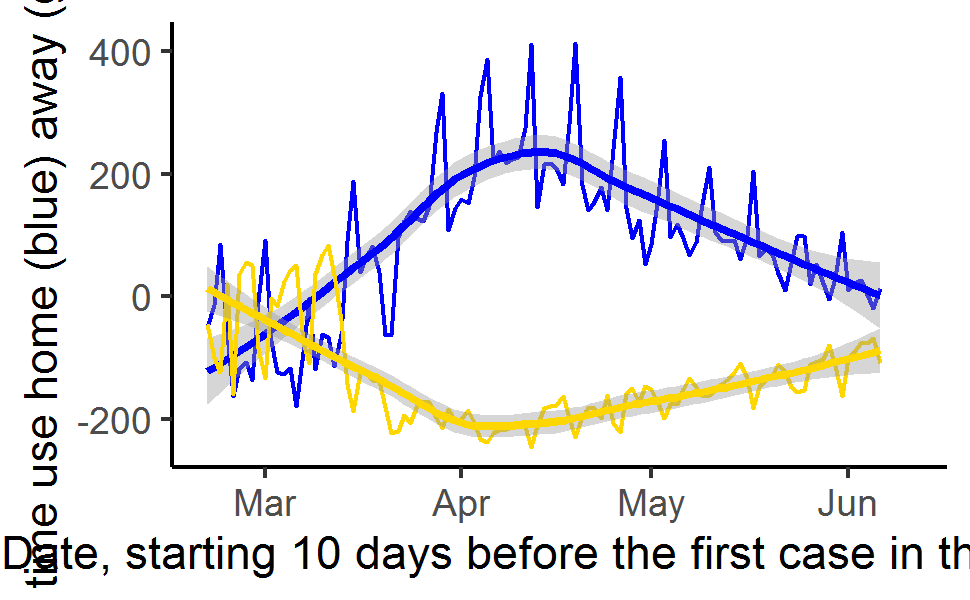 time use home (blue) away (
400
200
0
-200
Mar Apr May Jun
Date, starting 10 days before the first case in th